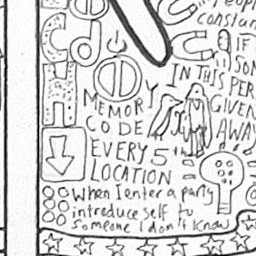 people
constan
IF
SOM
IN THIS PER
MEMORY GIVEN
CODE AWAY
EVERY 5th
LOCATION
When I enter a party
introduce self to
someone I don't know